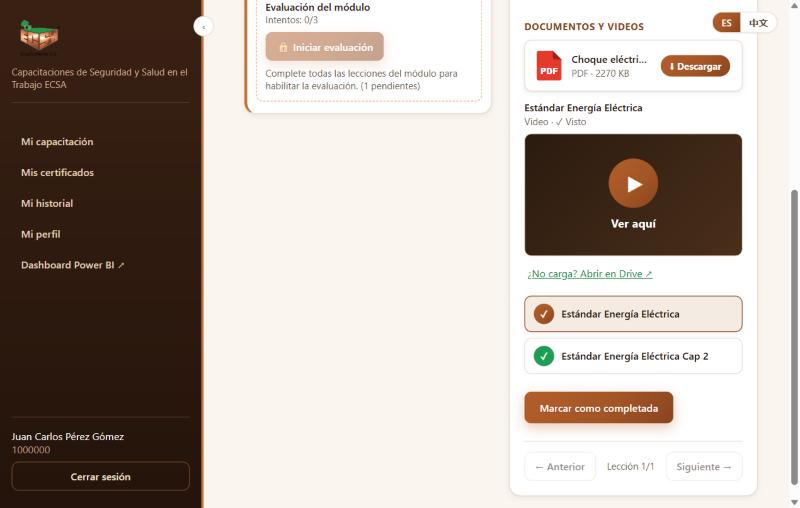 Capacitaciones de Seguridad y Salud en el
Trabajo ECSA
Mi capacitación
Mis certificados
Mi historial
Mi perfil
Dashboard Power BI ↗
Juan Carlos Pérez Gómez
1000000
Cerrar sesión
‹
Evaluación del módulo
Intentos: 0/3
🔒 Iniciar evaluación
Complete todas las lecciones del módulo para
habilitar la evaluación. (1 pendientes)
ES 中文
DOCUMENTOS Y VIDEOS
PDF
Choque eléctri...
PDF · 2270 KB
⬇ Descargar
Estándar Energía Eléctrica
Video · ✓ Visto
Ver aquí
¿No carga? Abrir en Drive ↗
✓ Estándar Energía Eléctrica
✓ Estándar Energía Eléctrica Cap 2
Marcar como completada
← Anterior Lección 1/1 Siguiente →